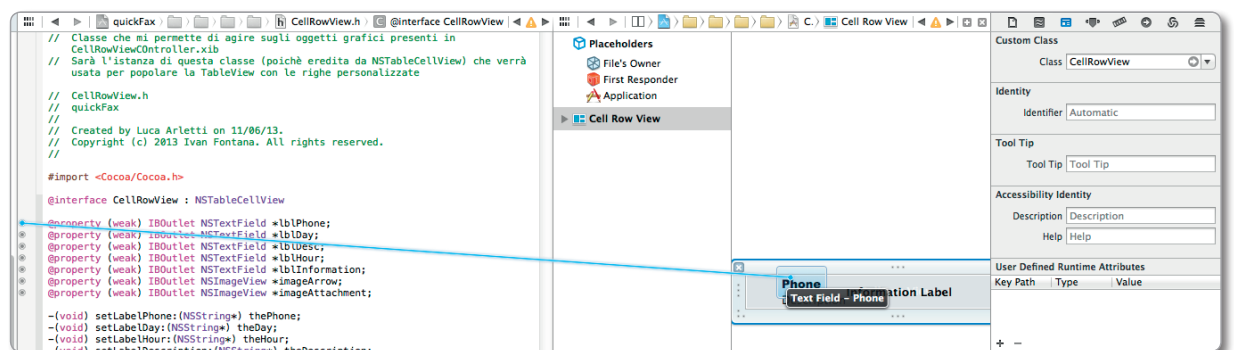 quickFax
CellRowView.h
@interface CellRowView
// Classe che mi permette di agire sugli oggetti grafici presenti in
CellRowViewCOntroller.xib
// Sarà l'istanza di questa classe (poichè eredita da NSTableCellView) che verrà
usata per popolare la TableView con le righe personalizzate
// CellRowView.h
// quickFax
//
// Created by Luca Arletti on 11/06/13.
// Copyright (c) 2013 Ivan Fontana. All rights reserved.
//
#import <Cocoa/Cocoa.h>
@interface CellRowView : NSTableCellView
@property (weak) IBOutlet NSTextField *lblPhone;
@property (weak) IBOutlet NSTextField *lblDay;
@property (weak) IBOutlet NSTextField *lblDesc;
@property (weak) IBOutlet NSTextField *lblHour;
@property (weak) IBOutlet NSTextField *lblInformation;
@property (weak) IBOutlet NSImageView *imageArrow;
@property (weak) IBOutlet NSImageView *imageAttachment;
-(void) setLabelPhone:(NSString*) thePhone;
-(void) setLabelDay:(NSString*) theDay;
-(void) setLabelHour:(NSString*) theHour;
-(void) setLabelDescription:(NSString*) theDescription;
C.
Cell Row View
Placeholders
File's Owner
First Responder
Application
Cell Row View
Phone
Information Label
Text Field - Phone
Custom Class
Class CellRowView
Identity
Identifier Automatic
Tool Tip
Tool Tip Tool Tip
Accessibility Identity
Description Description
Help Help
User Defined Runtime Attributes
Key Path Type Value